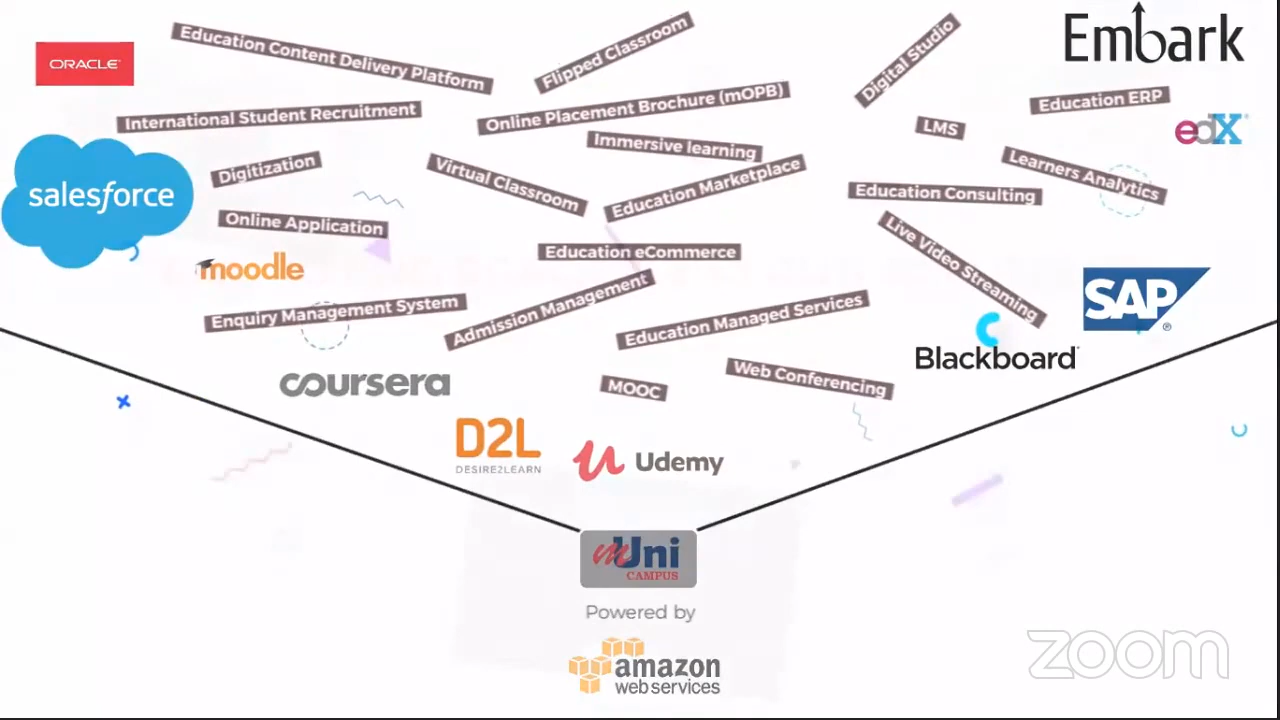 Embark
Education Content Delivery Platform
Flipped Classroom
Digital Studio
ORACLE
Education ERP
International Student Recruitment
Online Placement Brochure (mOPB)
LMS
edX
Immersive learning
Digitization
Virtual Classroom
Education Marketplace
Learners Analytics
salesforce
Education Consulting
Online Application
Education eCommerce
Live Video Streaming
moodle
Enquiry Management System
Admission Management
Education Managed Services
SAP
Blackboard
coursera
MOOC
Web Conferencing
D2L
DESIRE2LEARN
Udemy
mUni
CAMPUS
Powered by
amazon
webservices
zoom